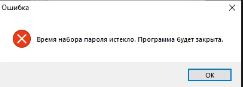 Ошибка
Время набора пароля истекло. Программа будет закрыта.
ОК